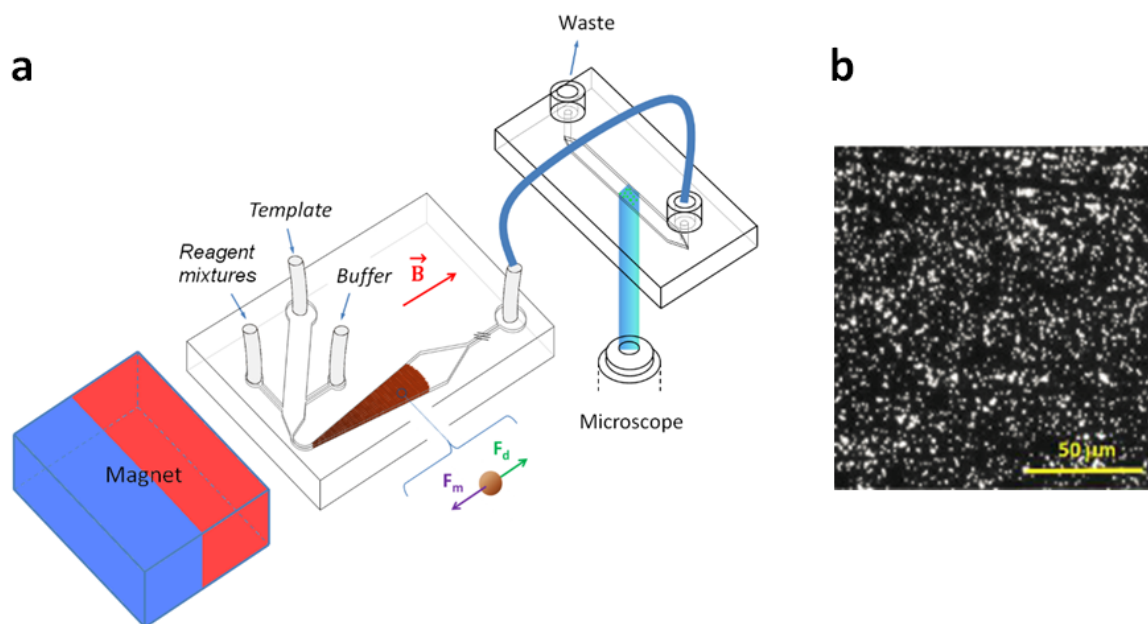 a
Waste
b
Template
Reagent
mixtures
Buffer
B
Magnet
Fd
Fm
Microscope
50 μm